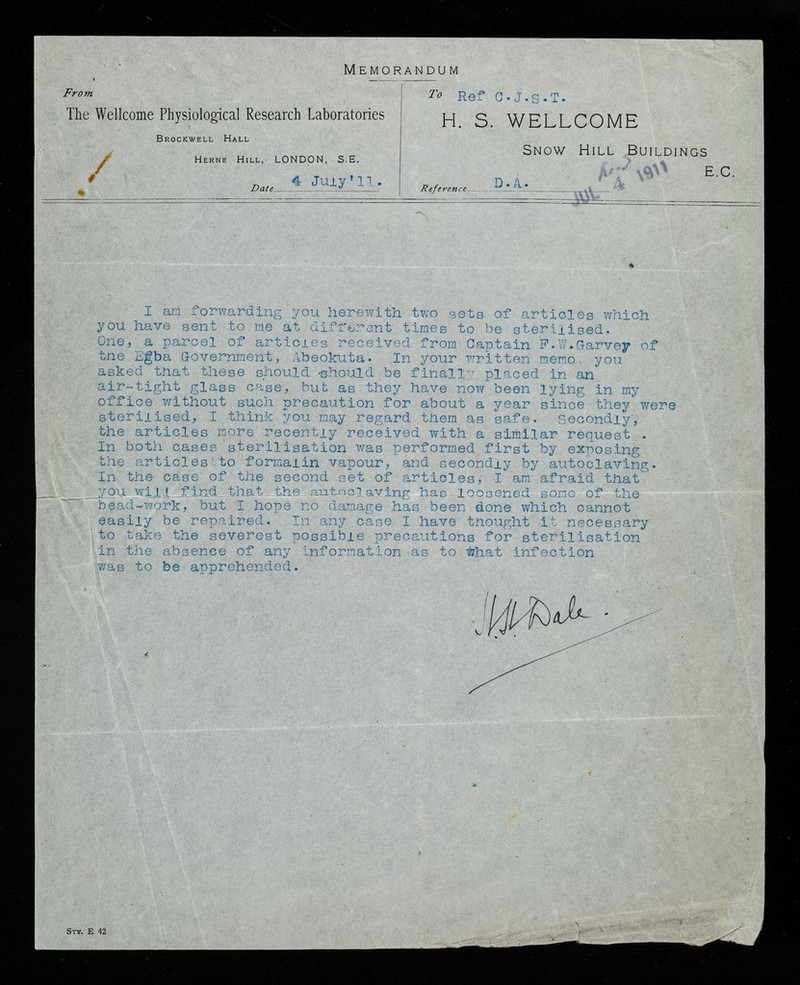 MEMORANDUM
From
The Wellcome Physiological Research Laboratories
BROCKWELL HALL
HERNE HILL, LONDON, S.E.
Date 4 July'11.
To Ref C.J.S.T.
H. S. WELLCOME
SNOW HILL BUILDINGS
E.C.
Reference D.A.
JUL 4 1911
I am forwarding you herewith two sets of articles which
you have sent to me at different times to be sterilised.
One, a parcel of articles received from Captain F.W.Garvey of
the Egba Government, Abeokuta. In your written memo. you
asked that these should should be finally placed in an
air-tight glass case, but as they have now been lying in my
office without such precaution for about a year since they were
sterilised, I think you may regard them as safe. Secondly,
the articles more recently received with a similar request .
In both cases sterilisation was performed first by exposing
the articles to formalin vapour, and secondly by autoclaving.
In the case of the second set of articles, I am afraid that
you will find that the autoclaving has loosened some of the
bead-work, but I hope no damage has been done which cannot
easily be repaired. In any case I have thought it necessary
to take the severest possible precautions for sterilisation
in the absence of any information as to what infection
was to be apprehended.
H.H.Dale.
STY. E 42